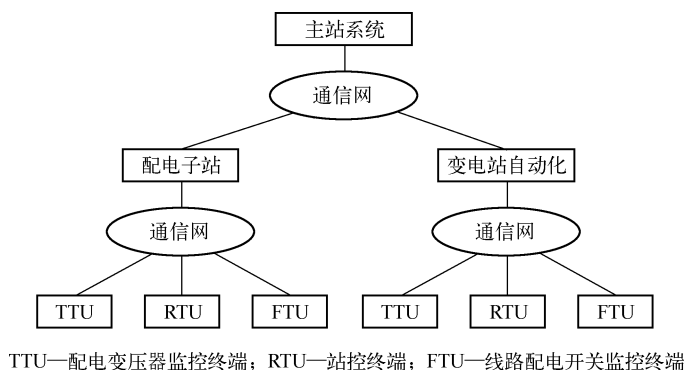 主站系统
通信网
配电子站
变电站自动化
通信网
通信网
TTU
RTU
FTU
TTU
RTU
FTU
TTU—配电变压器监控终端；RTU—站控终端；FTU—线路配电开关监控终端